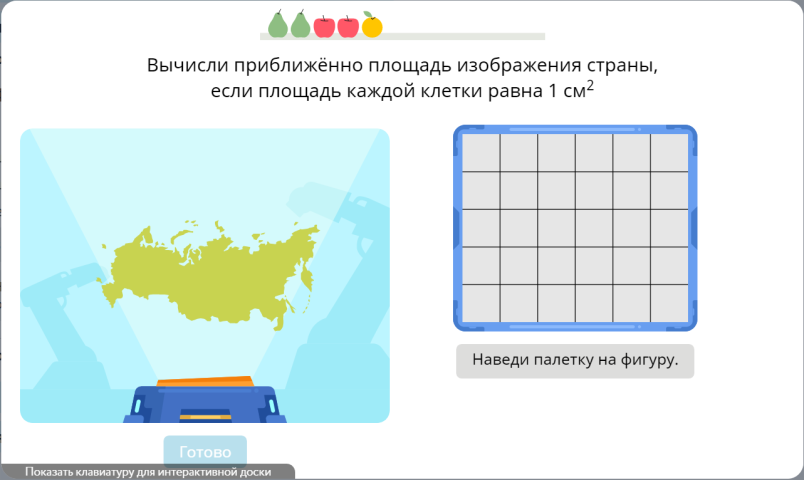 Вычисли приближённо площадь изображения страны,
если площадь каждой клетки равна 1 см²
Наведи палетку на фигуру.
Готово
Показать клавиатуру для интерактивной доски